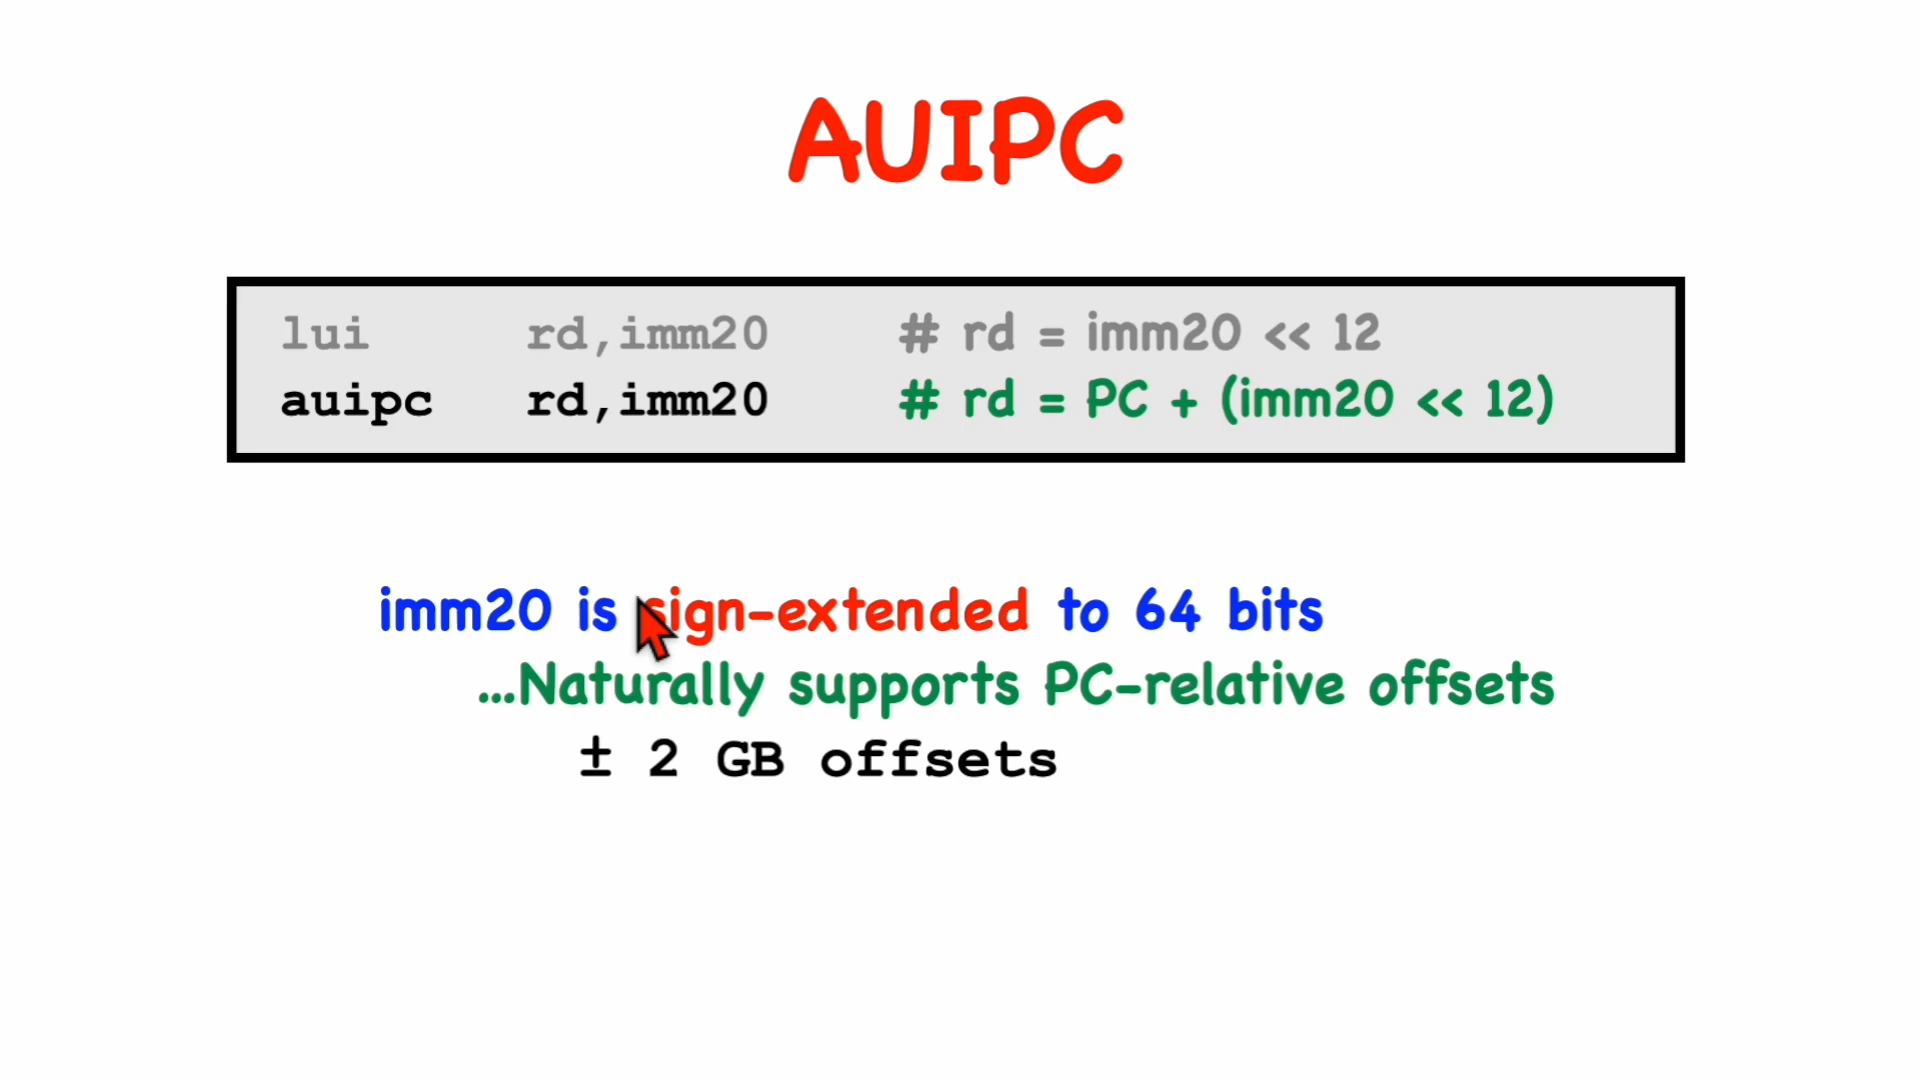 AUIPC
lui rd,imm20 # rd = imm20 << 12
auipc rd,imm20 # rd = PC + (imm20 << 12)
imm20 is sign-extended to 64 bits
...Naturally supports PC-relative offsets
± 2 GB offsets